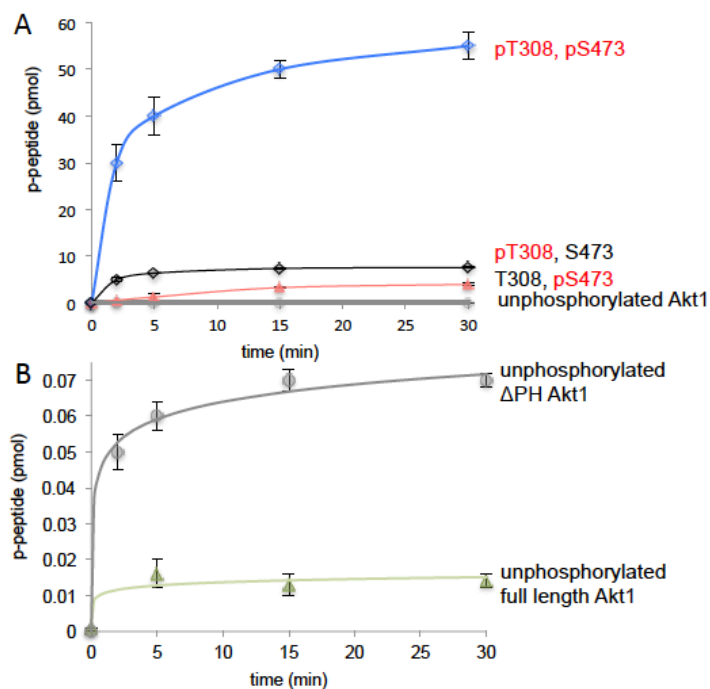 A
60
50
40
30
20
10
0
p-peptide (pmol)
0 5 10 15 20 25 30
time (min)
pT308, pS473
pT308, S473
T308, pS473
unphosphorylated Akt1
B
0.07
0.06
0.05
0.04
0.03
0.02
0.01
0
p-peptide (pmol)
0 5 10 15 20 25 30
time (min)
unphosphorylated
ΔPH Akt1
unphosphorylated
full length Akt1